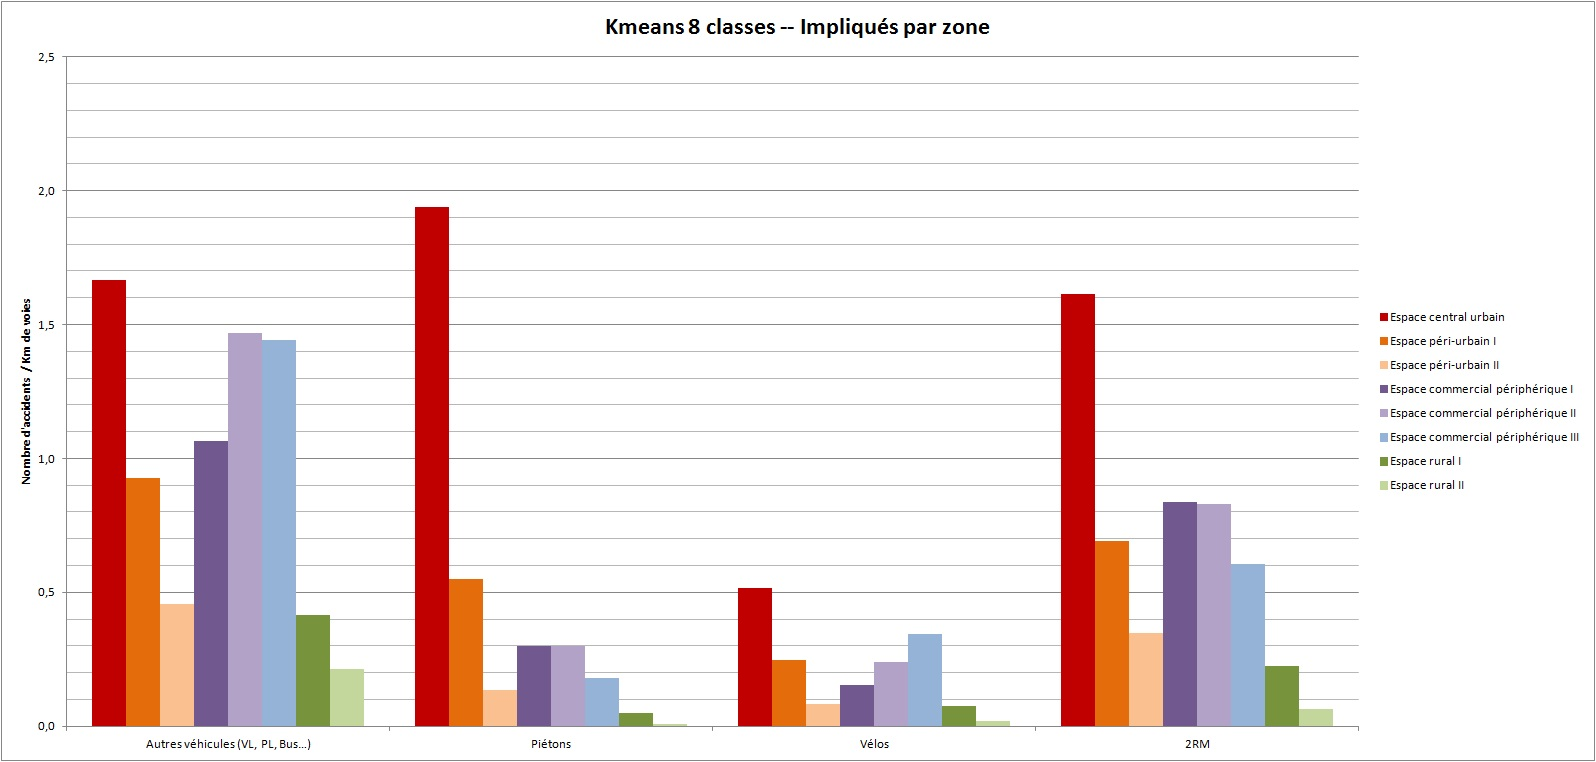 Kmeans 8 classes -- Impliqués par zone
2,5
2,0
1,5
1,0
0,5
0,0
Nombre d'accidents / Km de voies
Autres véhicules (VL, PL, Bus...)
Piétons
Vélos
2RM
Espace central urbain
Espace péri-urbain I
Espace péri-urbain II
Espace commercial périphérique I
Espace commercial périphérique II
Espace commercial périphérique III
Espace rural I
Espace rural II